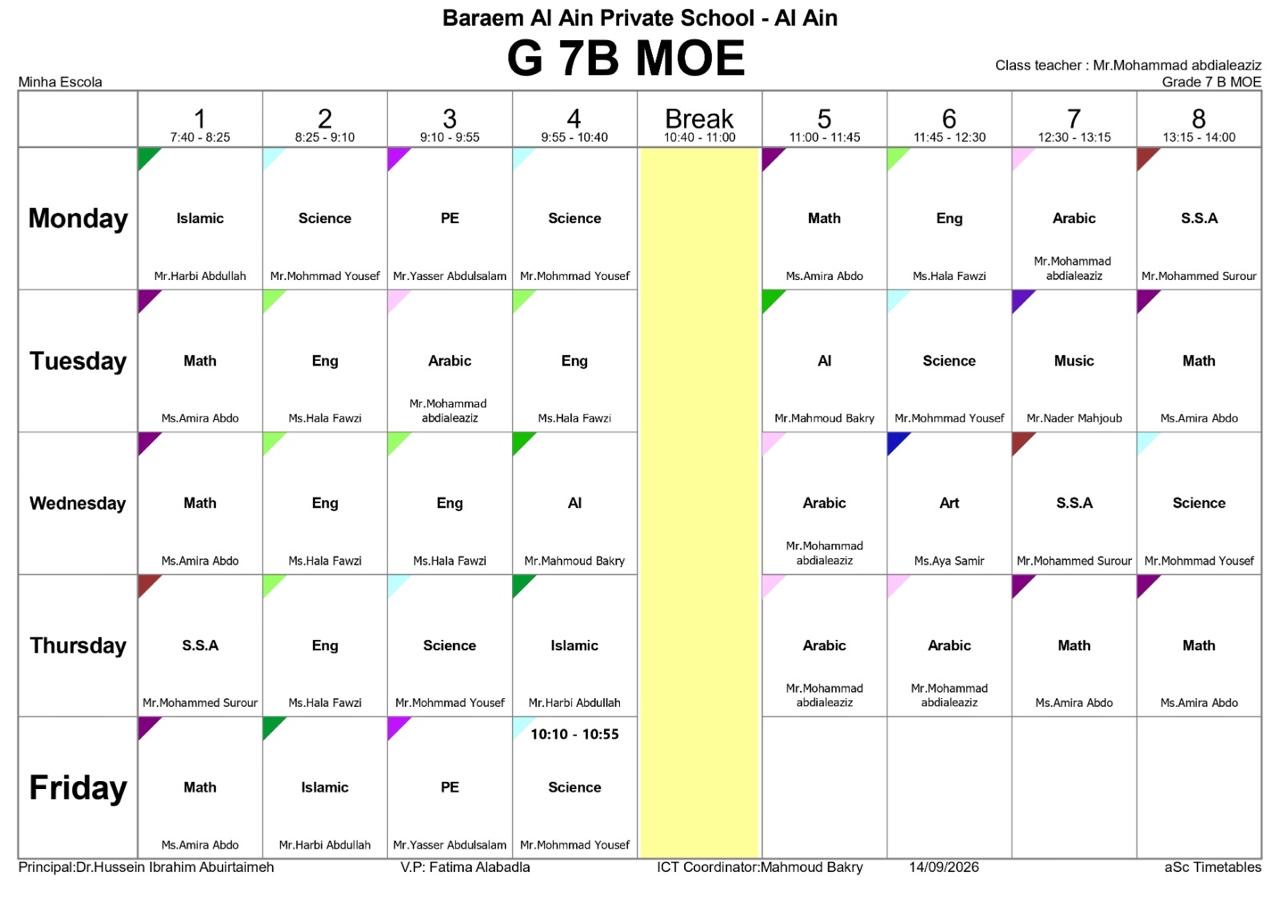 Baraem Al Ain Private School - Al Ain
G 7B MOE
Class teacher : Mr.Mohammad abdialeaziz
Minha Escola
Grade 7 B MOE
1 2 3 4 Break 5 6 7 8
7:40 - 8:25 8:25 - 9:10 9:10 - 9:55 9:55 - 10:40 10:40 - 11:00 11:00 - 11:45 11:45 - 12:30 12:30 - 13:15 13:15 - 14:00
Monday Islamic Science PE Science Math Eng Arabic S.S.A
Mr.Mohammad
Mr.Harbi Abdullah Mr.Mohmmad Yousef Mr.Yasser Abdulsalam Mr.Mohmmad Yousef Ms.Amira Abdo Ms.Hala Fawzi abdialeaziz Mr.Mohammed Surour
Tuesday Math Eng Arabic Eng AI Science Music Math
Mr.Mohammad
Ms.Amira Abdo Ms.Hala Fawzi abdialeaziz Ms.Hala Fawzi Mr.Mahmoud Bakry Mr.Mohmmad Yousef Mr.Nader Mahjoub Ms.Amira Abdo
Wednesday Math Eng Eng AI Arabic Art S.S.A Science
Mr.Mohammad
Ms.Amira Abdo Ms.Hala Fawzi Ms.Hala Fawzi Mr.Mahmoud Bakry abdialeaziz Ms.Aya Samir Mr.Mohammed Surour Mr.Mohmmad Yousef
Thursday S.S.A Eng Science Islamic Arabic Arabic Math Math
Mr.Mohammad Mr.Mohammad
Mr.Mohammed Surour Ms.Hala Fawzi Mr.Mohmmad Yousef Mr.Harbi Abdullah abdialeaziz abdialeaziz Ms.Amira Abdo Ms.Amira Abdo
10:10 - 10:55
Friday Math Islamic PE Science
Ms.Amira Abdo Mr.Harbi Abdullah Mr.Yasser Abdulsalam Mr.Mohmmad Yousef
Principal:Dr.Hussein Ibrahim Abuirtaimeh V.P: Fatima Alabadla ICT Coordinator:Mahmoud Bakry 14/09/2026 aSc Timetables